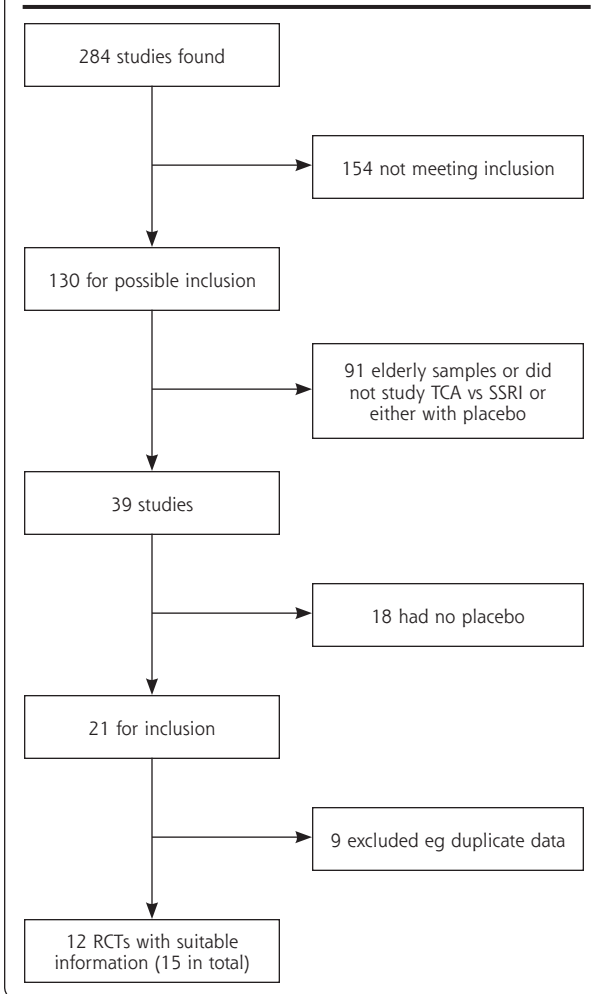 284 studies found
154 not meeting inclusion
130 for possible inclusion
91 elderly samples or did
not study TCA vs SSRI or
either with placebo
39 studies
18 had no placebo
21 for inclusion
9 excluded eg duplicate data
12 RCTs with suitable
information (15 in total)